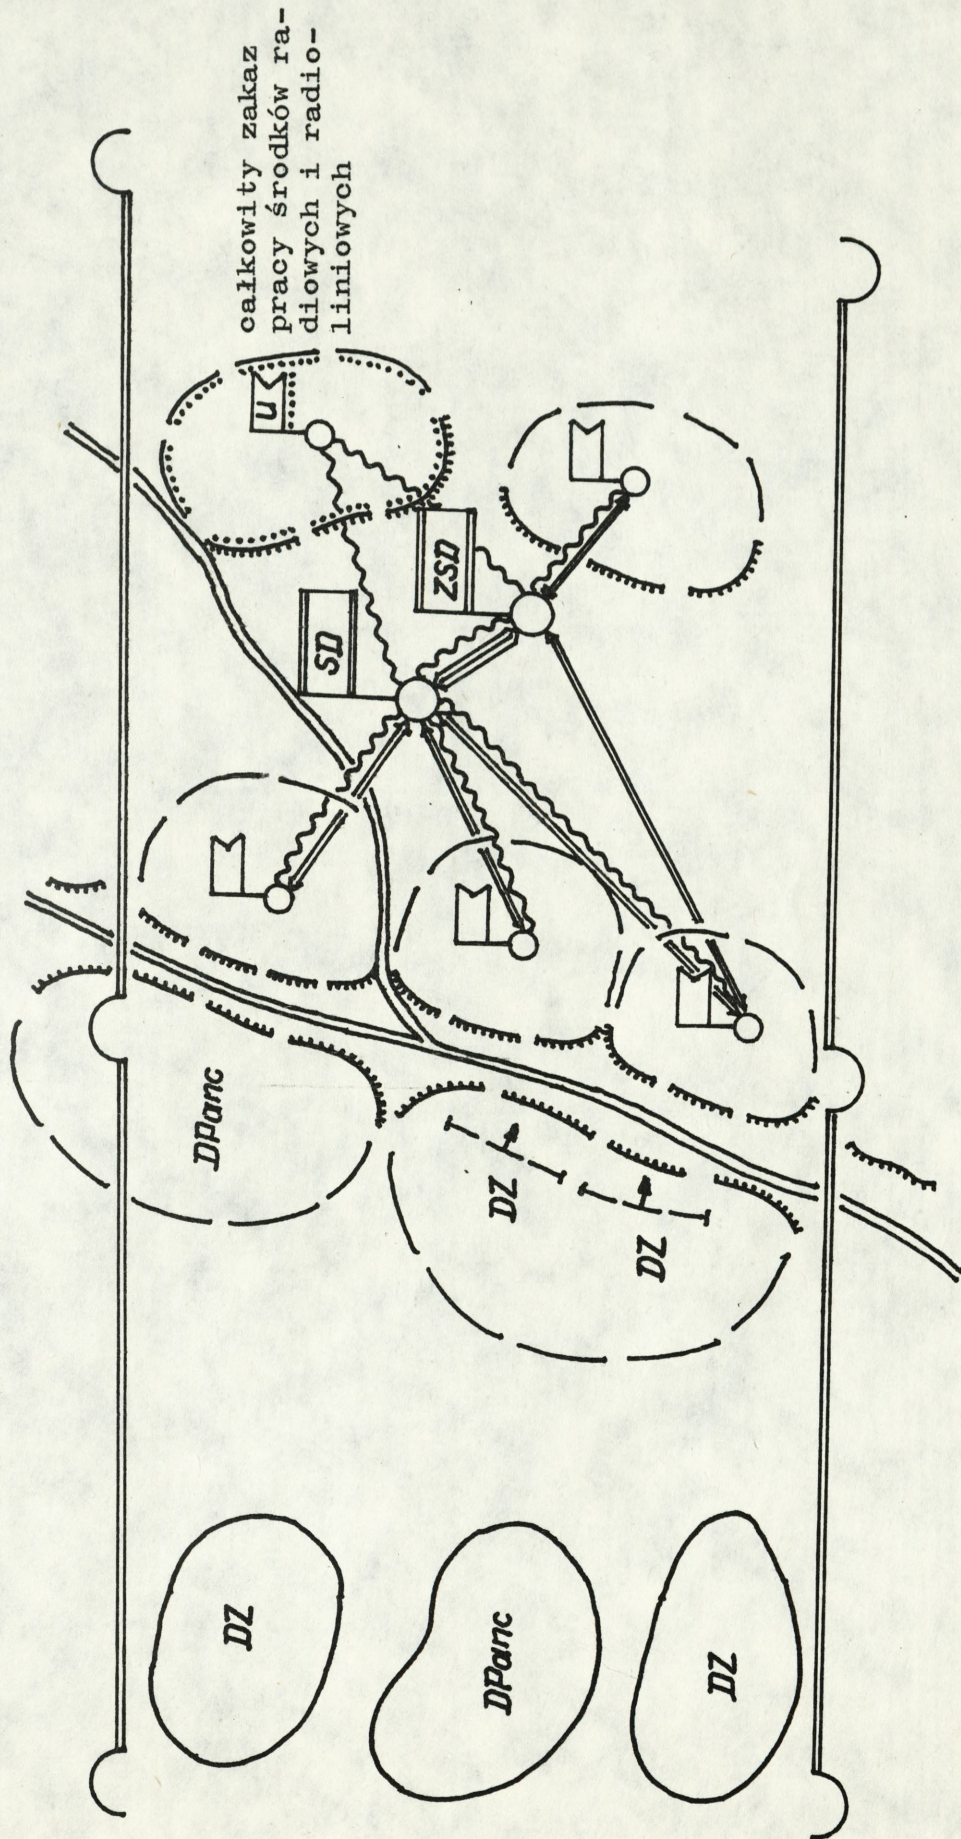 całkowity zakaz
pracy środków ra-
diowych i radio-
liniowych
u
SD
ZSD
DPanc
DZ
DZ
DZ
DPanc
DZ